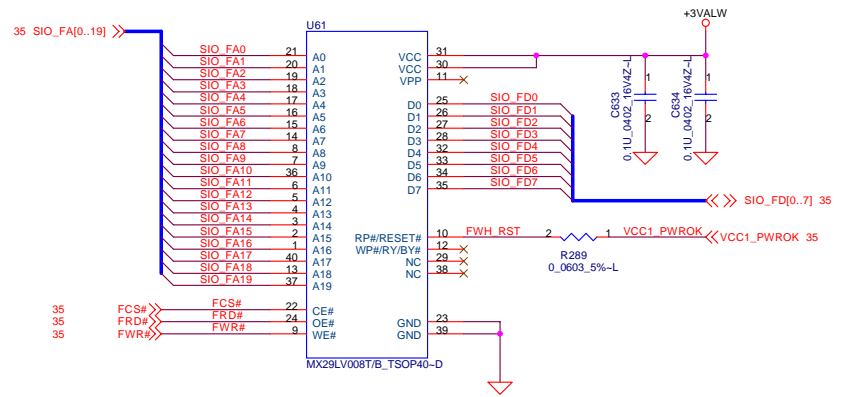 +3VALW
35 SIO_FA[0..19]
U61
SIO_FA0 21 A0
SIO_FA1 20 A1
SIO_FA2 19 A2
SIO_FA3 18 A3
SIO_FA4 17 A4
SIO_FA5 16 A5
SIO_FA6 15 A6
SIO_FA7 14 A7
SIO_FA8 8 A8
SIO_FA9 7 A9
SIO_FA10 36 A10
SIO_FA11 6 A11
SIO_FA12 5 A12
SIO_FA13 4 A13
SIO_FA14 3 A14
SIO_FA15 2 A15
SIO_FA16 1 A16
SIO_FA17 40 A17
SIO_FA18 13 A18
SIO_FA19 37 A19
35 FCS# FCS# 22 CE#
35 FRD# FRD# 24 OE#
35 FWR# FWR# 9 WE#
VCC 31
VCC 30
VPP 11
D0 25 SIO_FD0
D1 26 SIO_FD1
D2 27 SIO_FD2
D3 28 SIO_FD3
D4 32 SIO_FD4
D5 33 SIO_FD5
D6 34 SIO_FD6
D7 35 SIO_FD7
SIO_FD[0..7] 35
RP#/RESET# 10 FWH_RST 2 1 VCC1_PWROK VCC1_PWROK 35
WP#/RY/BY# 12
NC 29
NC 38
R289
0_0603_5%~L
GND 23
GND 39
MX29LV008T/B_TSOP40~D
C633
0.1U_0402_16V4Z~L
1
2
C634
0.1U_0402_16V4Z~L
1
2